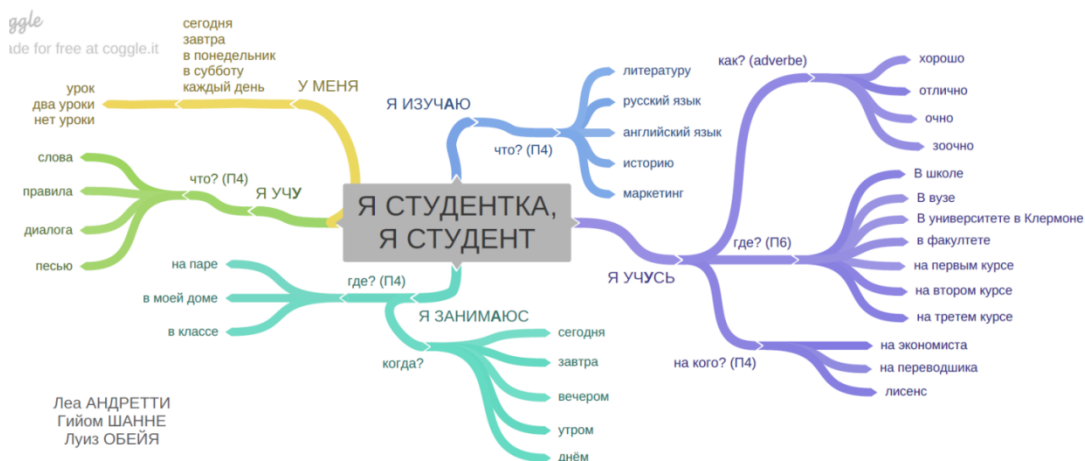 oggle
ade for free at coggle.it
Я СТУДЕНТКА,
Я СТУДЕНТ
У МЕНЯ
сегодня
завтра
в понедельник
в субботу
каждый день
урок
два уроки
нет уроки
Я УЧУ
что? (П4)
слова
правила
диалога
песью
Я ЗАНИМАЮС
где? (П4)
на паре
в моей доме
в классе
когда?
сегодня
завтра
вечером
утром
днём
Я ИЗУЧАЮ
что? (П4)
литературу
русский язык
английский язык
историю
маркетинг
Я УЧУСЬ
как? (adverbe)
хорошо
отлично
очно
зоочно
где? (П6)
В школе
В вузе
В университете в Клермоне
в факултете
на первым курсе
на втором курсе
на третем курсе
на кого? (П4)
на экономиста
на переводшика
лисенс
Леа АНДРЕТТИ
Гийом ШАННЕ
Луиз ОБЕЙЯ